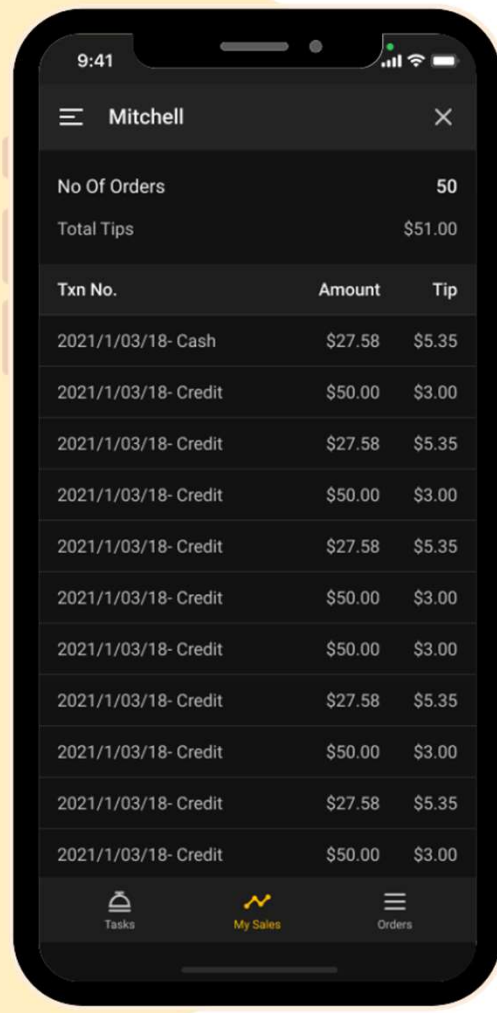 9:41
Mitchell
No Of Orders 50
Total Tips $51.00
Txn No. Amount Tip
2021/1/03/18- Cash $27.58 $5.35
2021/1/03/18- Credit $50.00 $3.00
2021/1/03/18- Credit $27.58 $5.35
2021/1/03/18- Credit $50.00 $3.00
2021/1/03/18- Credit $27.58 $5.35
2021/1/03/18- Credit $50.00 $3.00
2021/1/03/18- Credit $50.00 $3.00
2021/1/03/18- Credit $27.58 $5.35
2021/1/03/18- Credit $50.00 $3.00
2021/1/03/18- Credit $27.58 $5.35
2021/1/03/18- Credit $50.00 $3.00
Tasks My Sales Orders